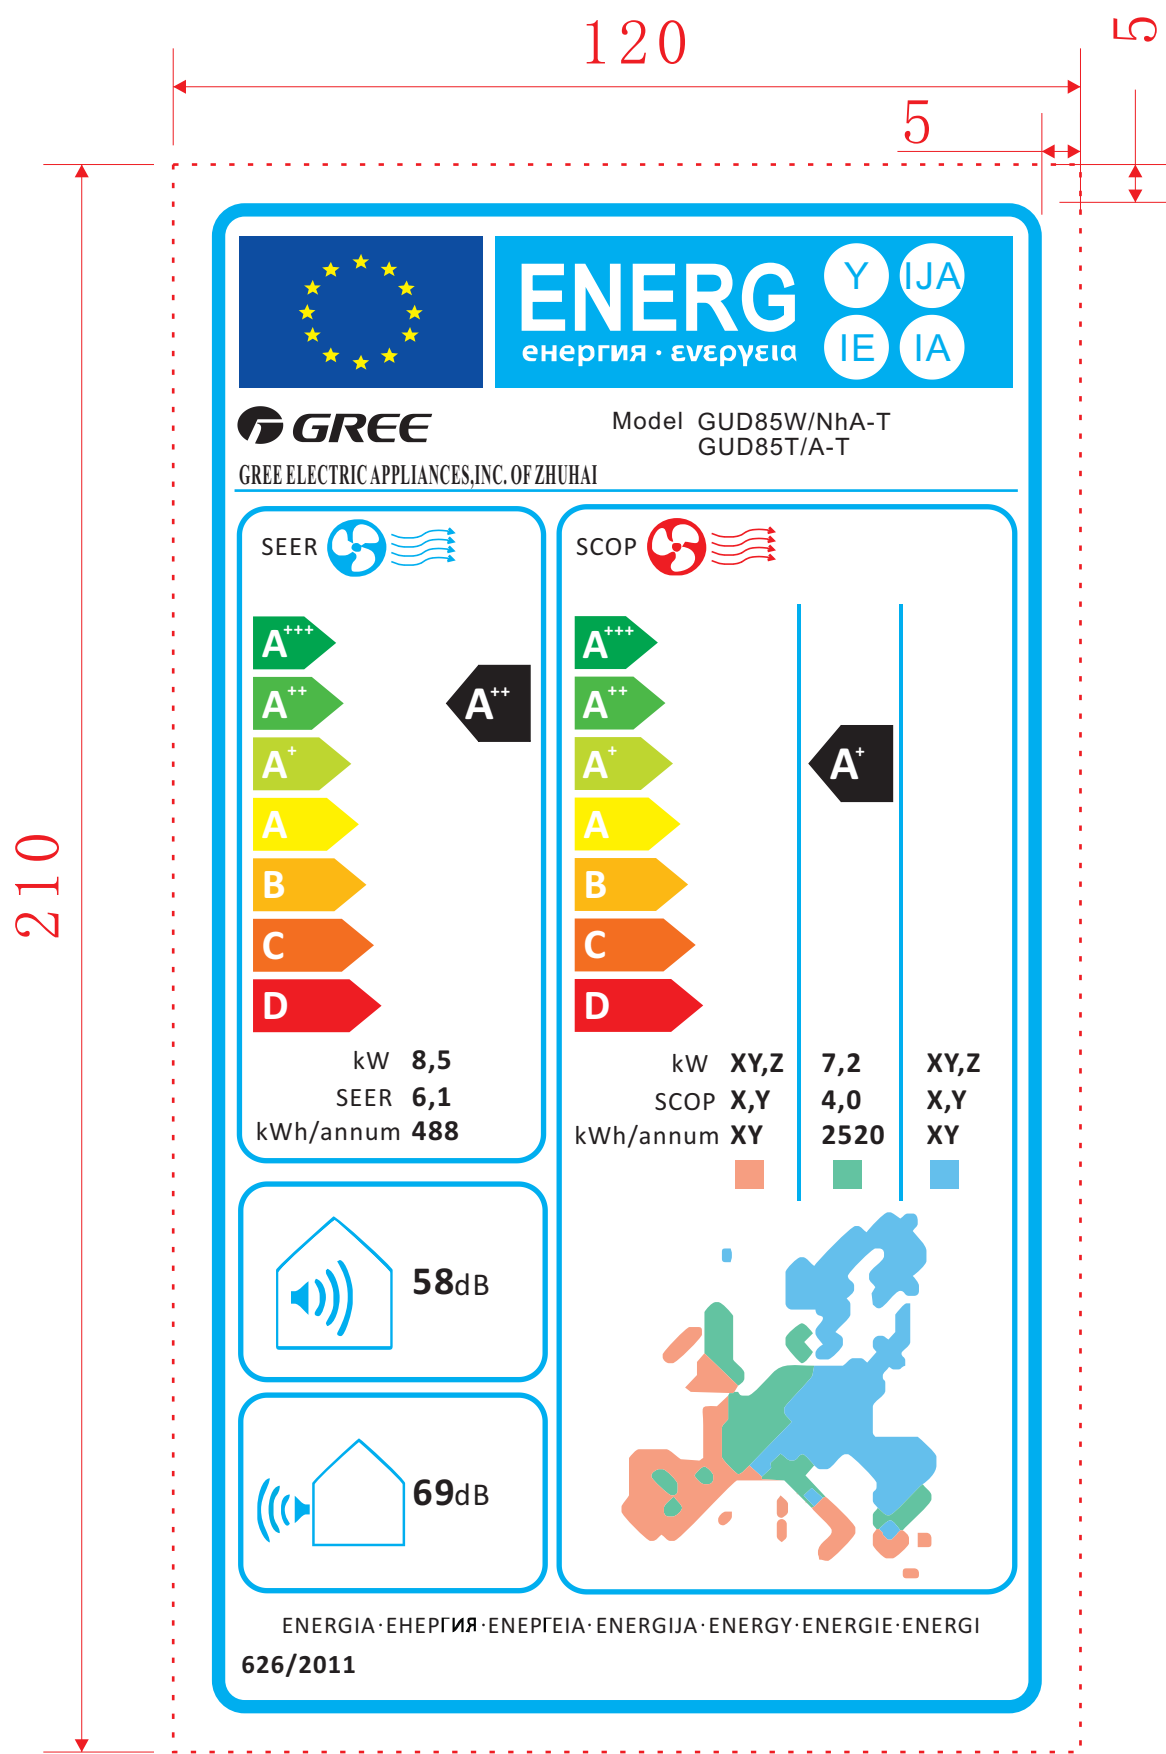 120
5
5
210
ENERG
енергия · ενεργεια
Y
IJA
IE
IA
GREE
Model GUD85W/NhA-T
GUD85T/A-T
GREE ELECTRIC APPLIANCES,INC. OF ZHUHAI
SEER
A+++
A++
A+
A
B
C
D
A++
kW 8,5
SEER 6,1
kWh/annum 488
SCOP
A+++
A++
A+
A
B
C
D
A+
kW XY,Z 7,2 XY,Z
SCOP X,Y 4,0 X,Y
kWh/annum XY 2520 XY
58dB
69dB
ENERGIA·ЕНЕРГИЯ·ΕΝΕΡΓΕΙΑ·ENERGIJA·ENERGY·ENERGIE·ENERGI
626/2011